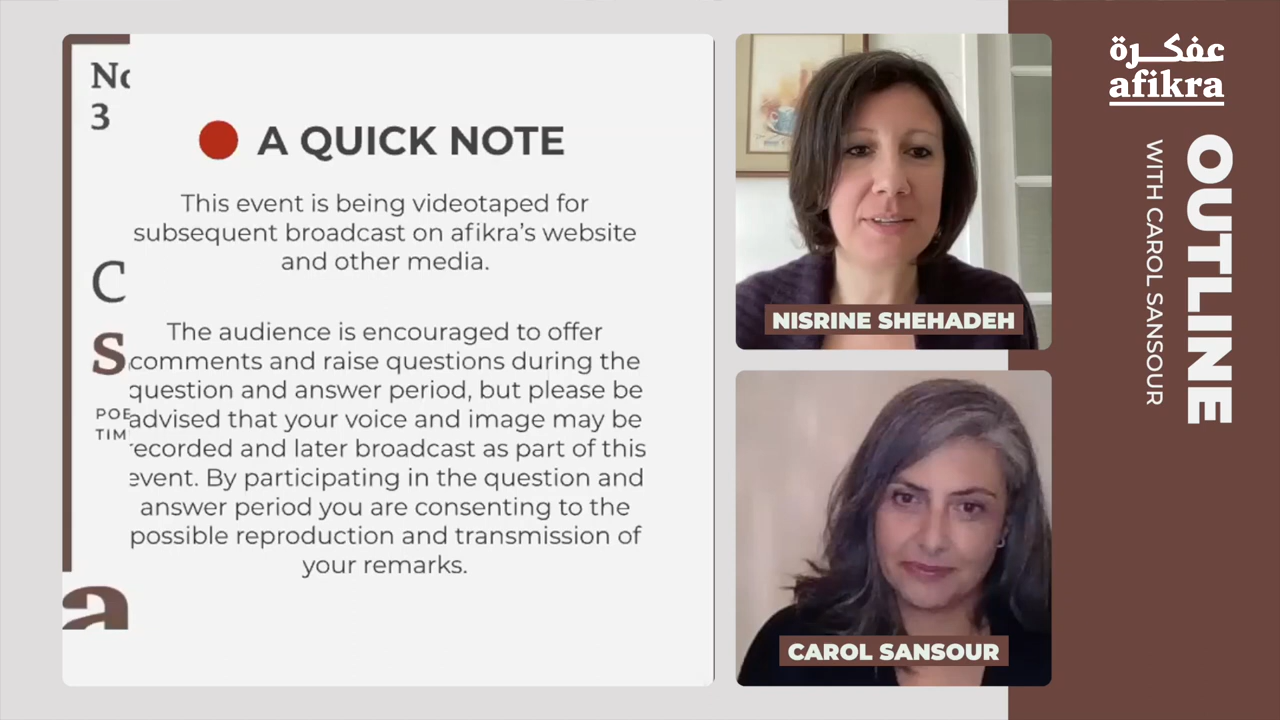 No
3
C
S
POE
TIM
a
A QUICK NOTE
This event is being videotaped for
subsequent broadcast on afikra’s website
and other media.
The audience is encouraged to offer
comments and raise questions during the
question and answer period, but please be
advised that your voice and image may be
recorded and later broadcast as part of this
event. By participating in the question and
answer period you are consenting to the
possible reproduction and transmission of
your remarks.
NISRINE SHEHADEH
CAROL SANSOUR
عفكرة
afikra
OUTLINE
WITH CAROL SANSOUR